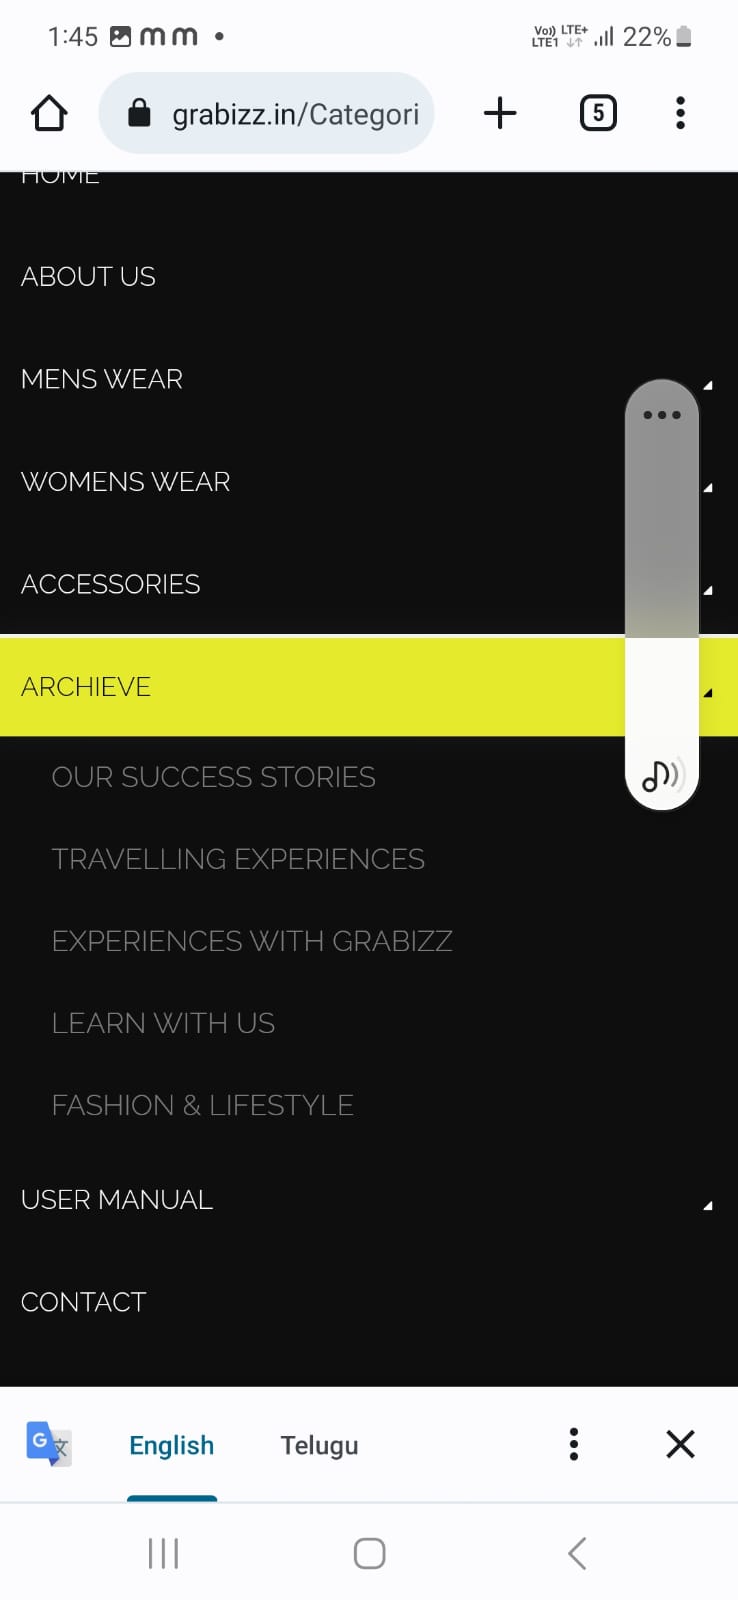 1:45
Vo)) LTE+
LTE1
22%
grabizz.in/Categori
5
HOME
ABOUT US
MENS WEAR
WOMENS WEAR
ACCESSORIES
ARCHIEVE
OUR SUCCESS STORIES
TRAVELLING EXPERIENCES
EXPERIENCES WITH GRABIZZ
LEARN WITH US
FASHION & LIFESTYLE
USER MANUAL
CONTACT
English Telugu